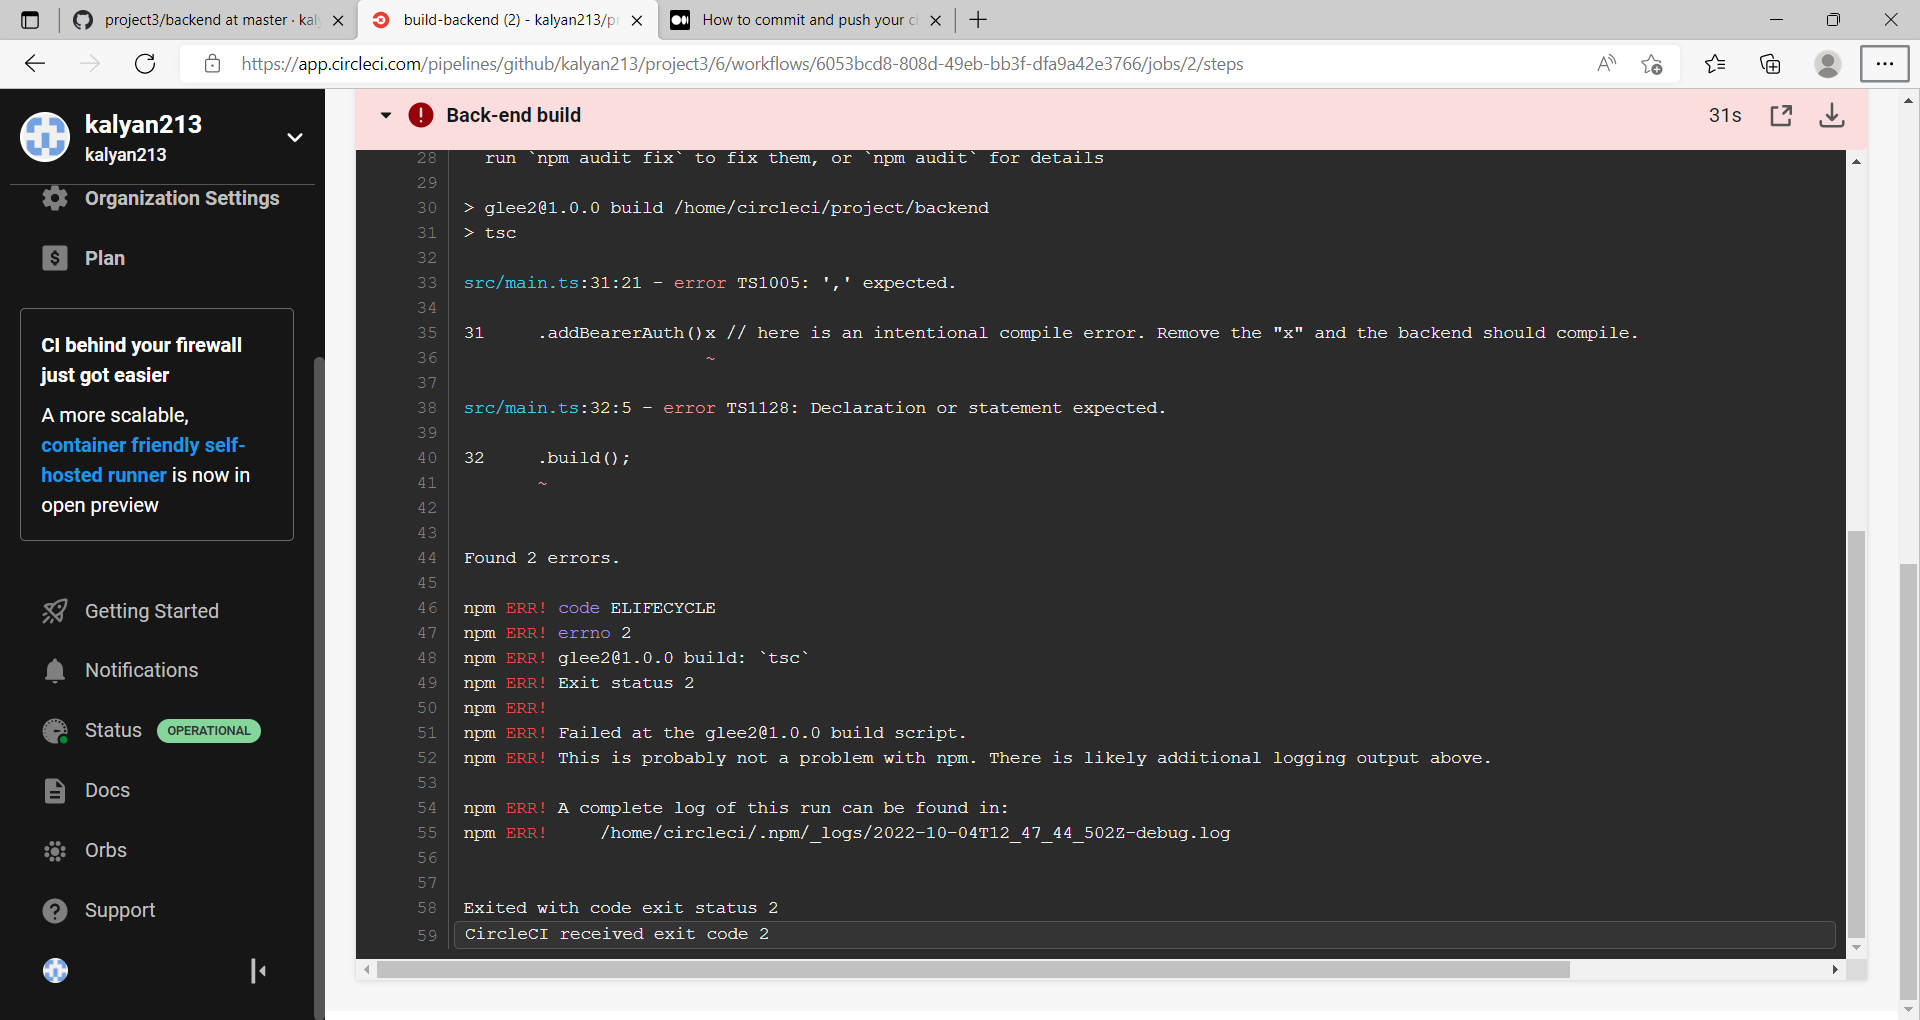 project3/backend at master · kal
build-backend (2) - kalyan213/pr
How to commit and push your c
https://app.circleci.com/pipelines/github/kalyan213/project3/6/workflows/6053bcd8-808d-49eb-bb3f-dfa9a42e3766/jobs/2/steps
kalyan213
kalyan213
Organization Settings
Plan
CI behind your firewall
just got easier
A more scalable,
container friendly self-
hosted runner is now in
open preview
Getting Started
Notifications
Status OPERATIONAL
Docs
Orbs
Support
Back-end build 31s
28 run `npm audit fix` to fix them, or `npm audit` for details
29
30 > glee2@1.0.0 build /home/circleci/project/backend
31 > tsc
32
33 src/main.ts:31:21 - error TS1005: ',' expected.
34
35 31 .addBearerAuth()x // here is an intentional compile error. Remove the "x" and the backend should compile.
36 ~
37
38 src/main.ts:32:5 - error TS1128: Declaration or statement expected.
39
40 32 .build();
41 ~
42
43
44 Found 2 errors.
45
46 npm ERR! code ELIFECYCLE
47 npm ERR! errno 2
48 npm ERR! glee2@1.0.0 build: `tsc`
49 npm ERR! Exit status 2
50 npm ERR!
51 npm ERR! Failed at the glee2@1.0.0 build script.
52 npm ERR! This is probably not a problem with npm. There is likely additional logging output above.
53
54 npm ERR! A complete log of this run can be found in:
55 npm ERR! /home/circleci/.npm/_logs/2022-10-04T12_47_44_502Z-debug.log
56
57
58 Exited with code exit status 2
59 CircleCI received exit code 2